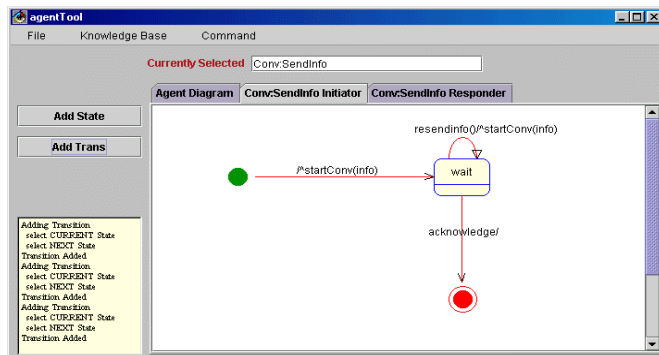 agentTool
File Knowledge Base Command
Currently Selected Conv:SendInfo
Agent Diagram Conv:SendInfo Initiator Conv:SendInfo Responder
Add State
Add Trans
resendinfo()/^startConv(info)
/^startConv(info)
wait
acknowledge/
Adding Transition
select CURRENT State
select NEXT State
Transition Added
Adding Transition
select CURRENT State
select NEXT State
Transition Added
Adding Transition
select CURRENT State
select NEXT State
Transition Added